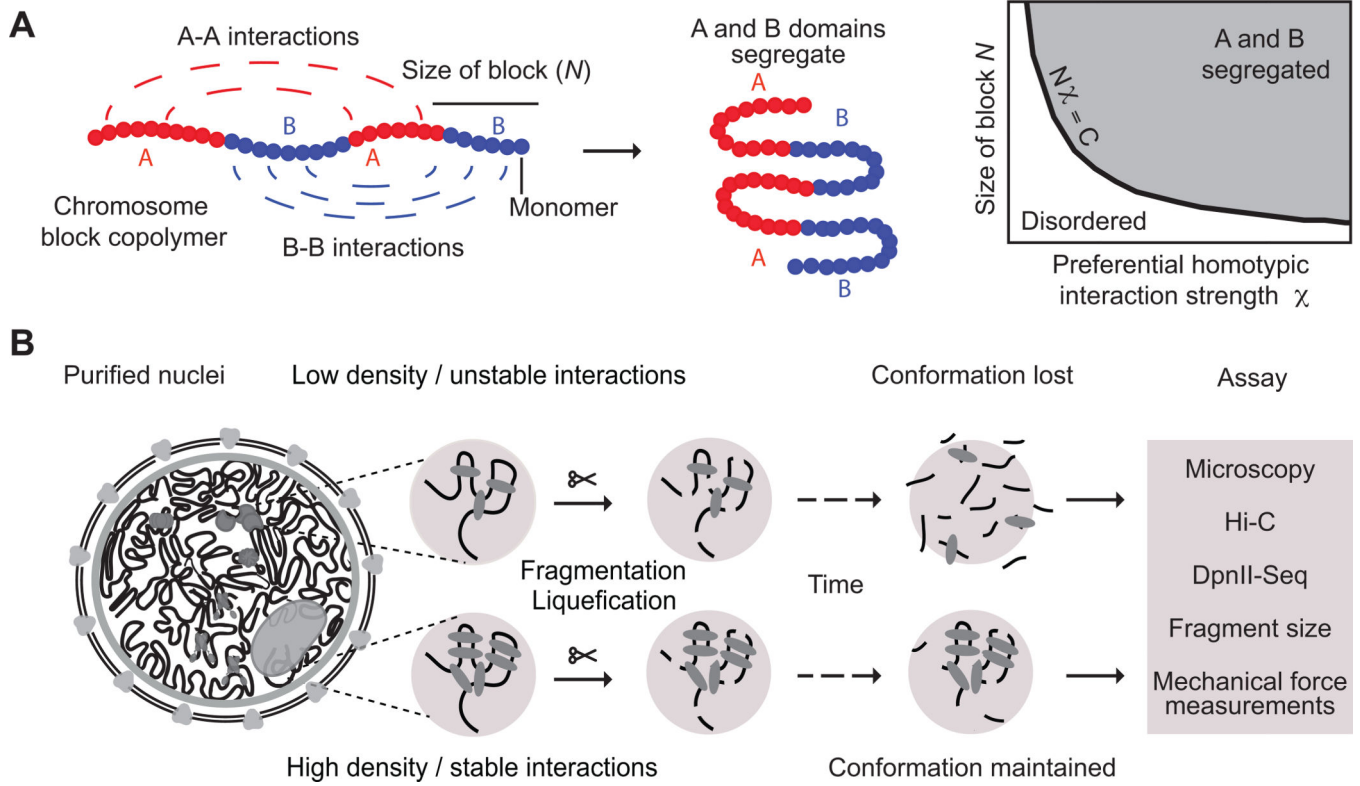 A
A-A interactions
Size of block (N)
A
B
A
B
Chromosome
block copolymer
B-B interactions
Monomer
A and B domains
segregate
A
B
A
B
Size of block N
Nχ = C
A and B
segregated
Disordered
Preferential homotypic
interaction strength χ
B
Purified nuclei
Low density / unstable interactions
Conformation lost
Assay
Fragmentation
Liquefication
Time
Microscopy
Hi-C
DpnII-Seq
Fragment size
Mechanical force
measurements
High density / stable interactions
Conformation maintained